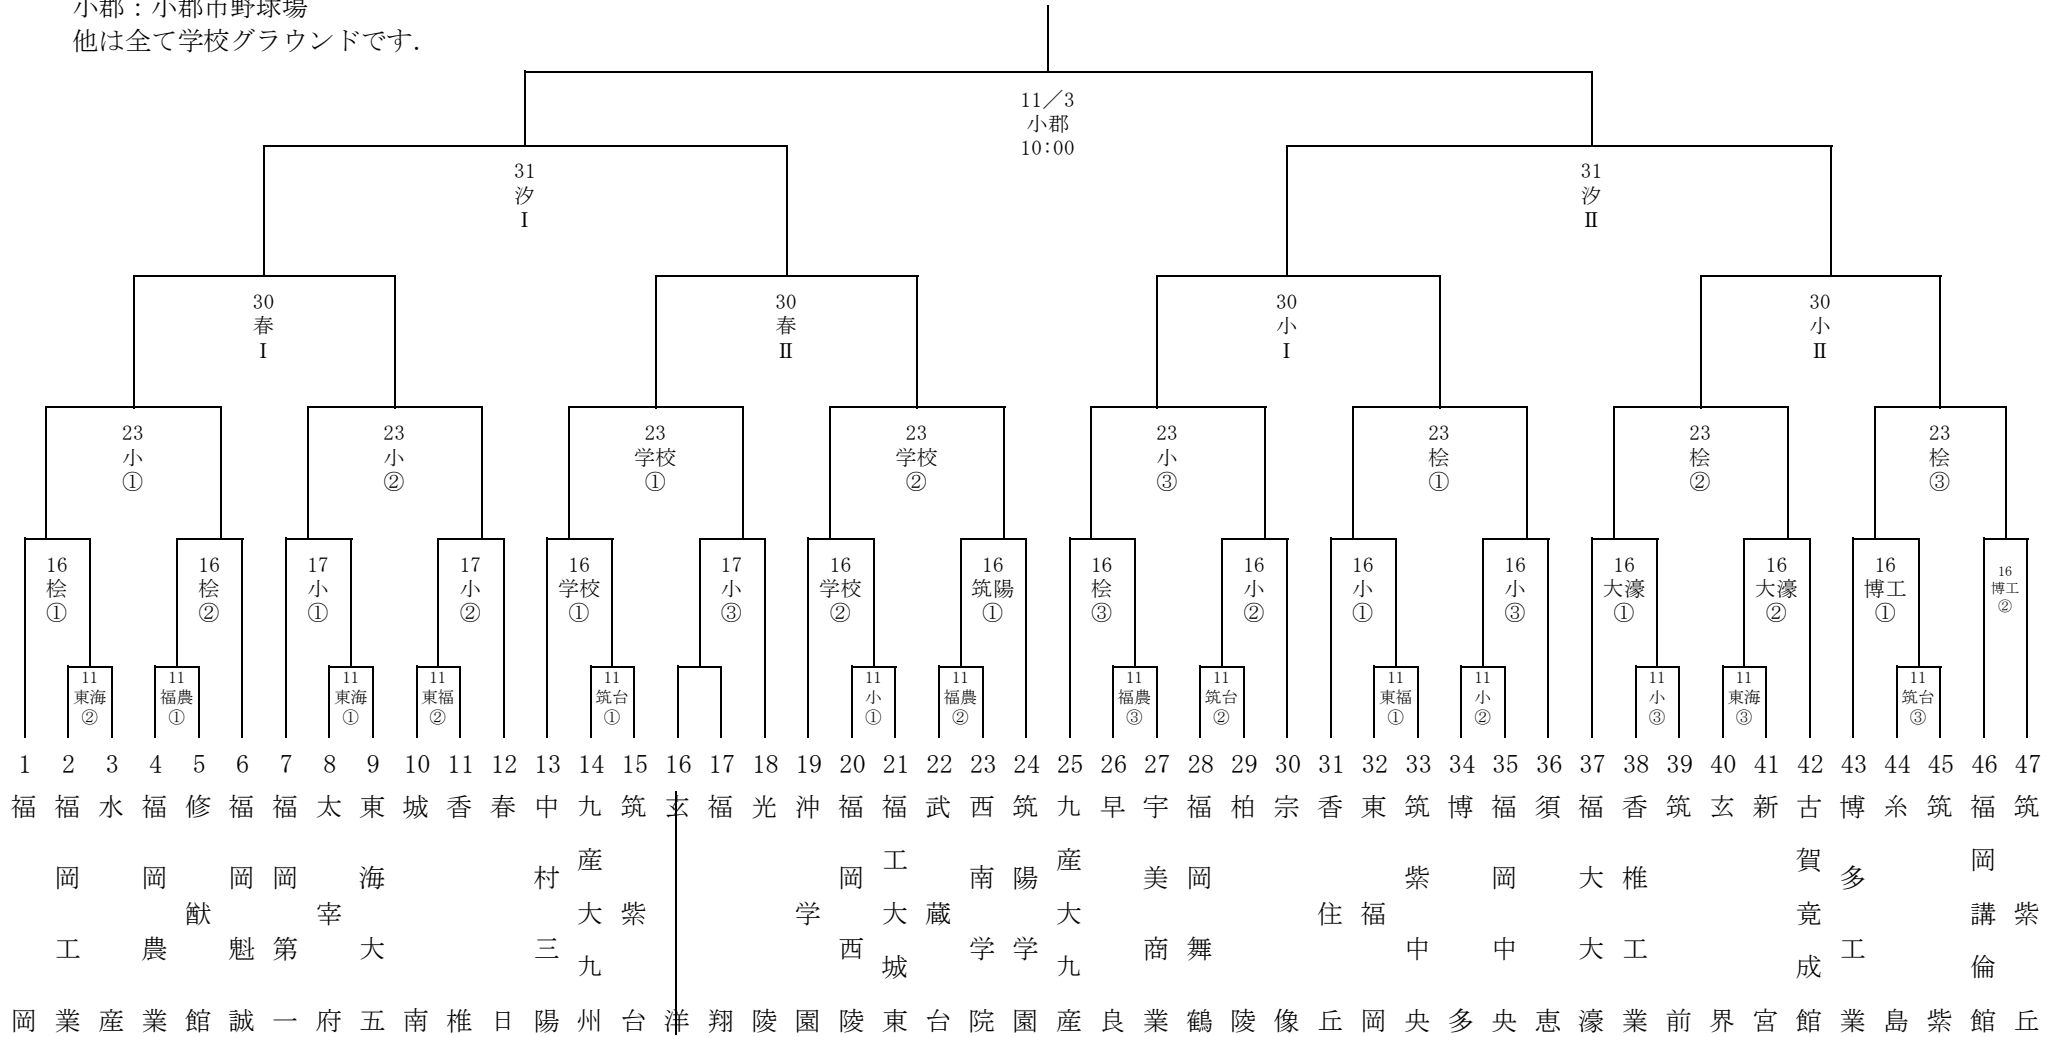 小郡：小郡市野球場
他は全て学校グラウンドです.
11／3
小郡
10:00
31
汐
Ⅰ
31
汐
Ⅱ
30
春
Ⅰ
30
春
Ⅱ
30
小
Ⅰ
30
小
Ⅱ
23
小
①
23
小
②
23
学校
①
23
学校
②
23
小
③
23
桧
①
23
桧
②
23
桧
③
16
桧
①
16
桧
②
17
小
①
17
小
②
16
学校
①
17
小
③
16
学校
②
16
筑陽
①
16
桧
③
16
小
②
16
小
①
16
小
③
16
大濠
①
16
大濠
②
16
博工
①
16
博工
②
11
東海
②
11
福農
①
11
東海
①
11
東福
②
11
筑台
①
11
小
①
11
福農
②
11
福農
③
11
筑台
②
11
東福
①
11
小
②
11
小
③
11
東海
③
11
筑台
③
1 福岡
2 福岡工業
3 水産
4 福岡農業
5 修猷館
6 福岡魁誠
7 福岡第一
8 太宰府
9 東海大五
10 城南
11 香椎
12 春日
13 中村三陽
14 九産大九州
15 筑紫台
16 玄洋
17 福翔
18 光陵
19 沖学園
20 福岡西陵
21 福工大城東
22 武蔵台
23 西南学院
24 筑陽学園
25 九産大九産
26 早良
27 宇美商業
28 福岡舞鶴
29 柏陵
30 宗像
31 香住丘
32 東福岡
33 筑紫中央
34 博多
35 福岡中央
36 須恵
37 福大大濠
38 香椎工業
39 筑前
40 玄界
41 新宮
42 古賀竟成館
43 博多工業
44 糸島
45 筑紫
46 福岡講倫館
47 筑紫丘